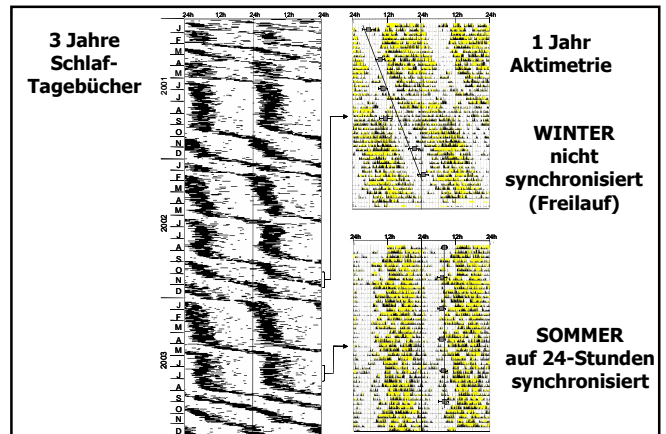 3 Jahre
Schlaf-
Tagebücher
24h 12h 24h 12h 24h
J
F
M
A
M
J
J
A
S
O
N
D
J
F
M
A
M
J
J
A
S
O
N
D
J
F
M
A
M
J
J
A
S
O
N
D
2001
2002
2003
24h 12h 24h 12h 24h
1 Jahr
Aktimetrie
WINTER
nicht
synchronisiert
(Freilauf)
24h 12h 24h 12h 24h
SOMMER
auf 24-Stunden
synchronisiert